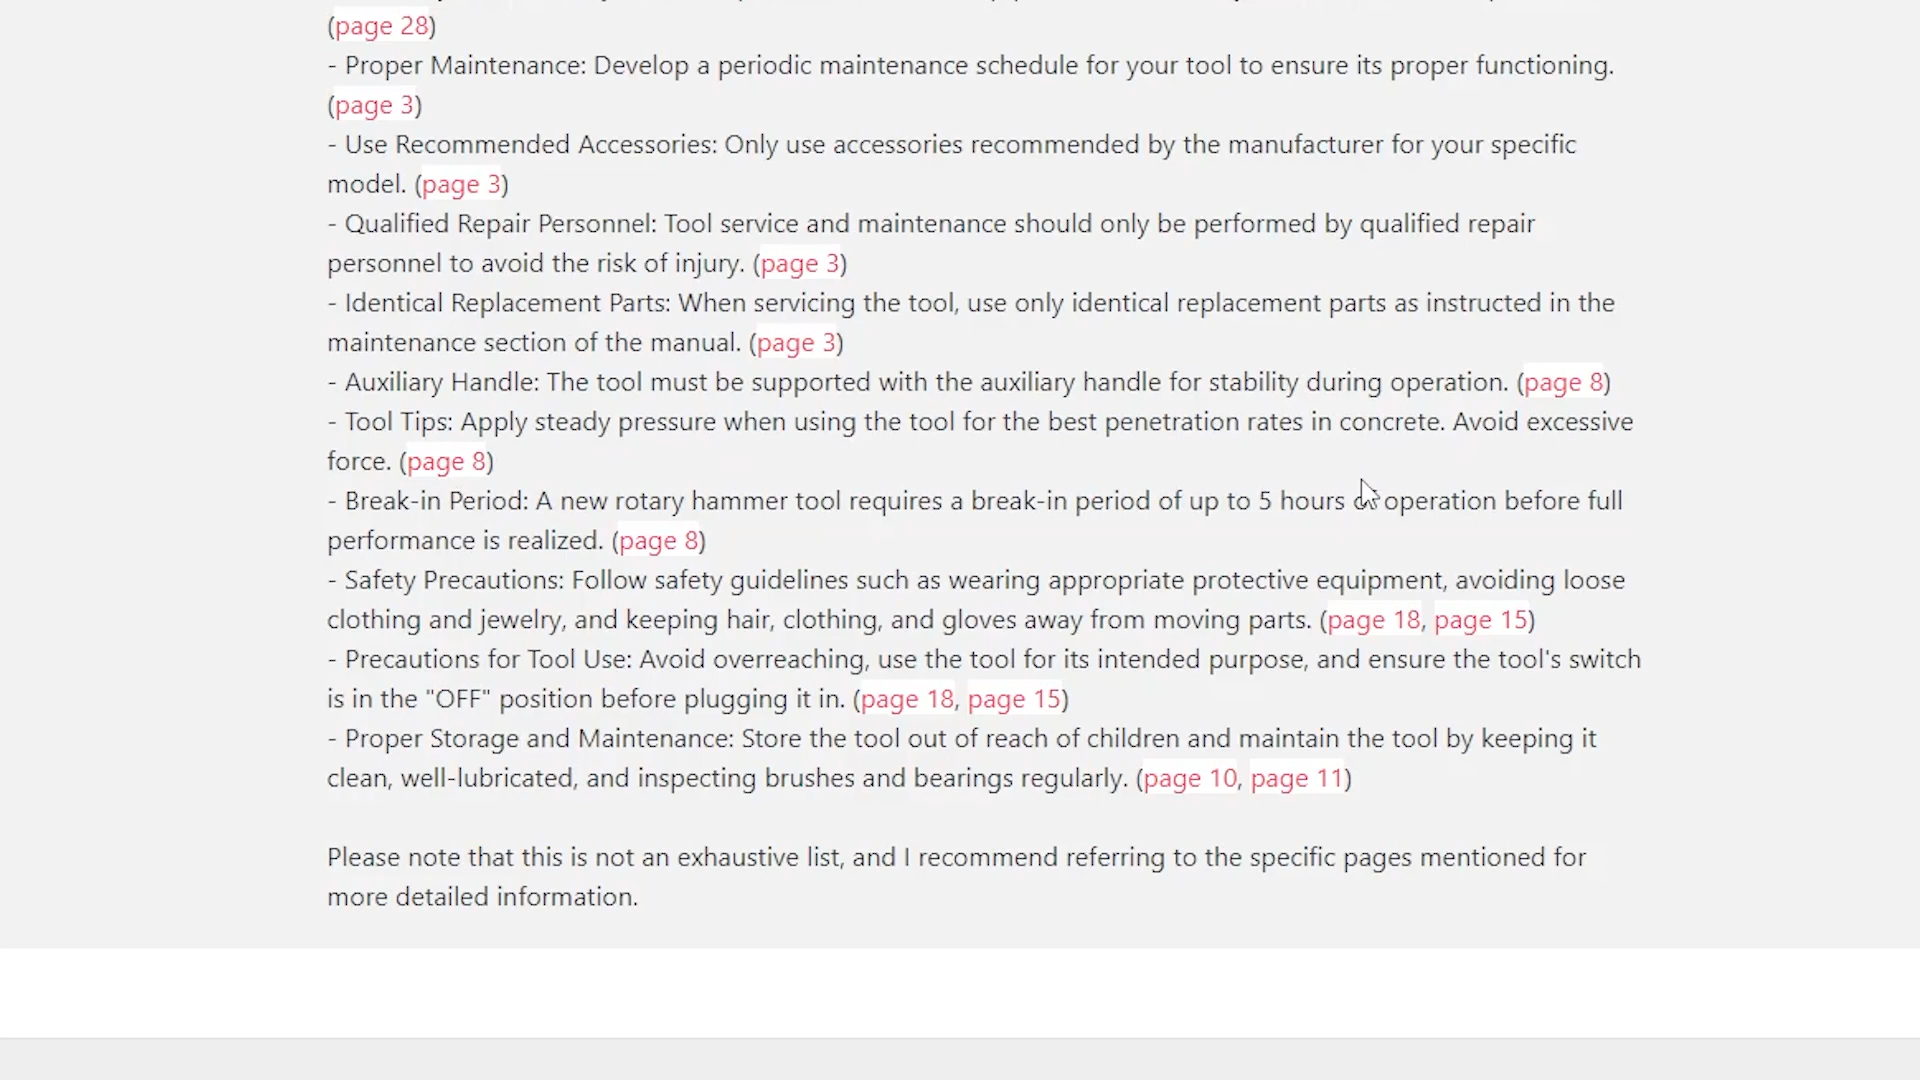 (page 28)
- Proper Maintenance: Develop a periodic maintenance schedule for your tool to ensure its proper functioning.
(page 3)
- Use Recommended Accessories: Only use accessories recommended by the manufacturer for your specific
model. (page 3)
- Qualified Repair Personnel: Tool service and maintenance should only be performed by qualified repair
personnel to avoid the risk of injury. (page 3)
- Identical Replacement Parts: When servicing the tool, use only identical replacement parts as instructed in the
maintenance section of the manual. (page 3)
- Auxiliary Handle: The tool must be supported with the auxiliary handle for stability during operation. (page 8)
- Tool Tips: Apply steady pressure when using the tool for the best penetration rates in concrete. Avoid excessive
force. (page 8)
- Break-in Period: A new rotary hammer tool requires a break-in period of up to 5 hours of operation before full
performance is realized. (page 8)
- Safety Precautions: Follow safety guidelines such as wearing appropriate protective equipment, avoiding loose
clothing and jewelry, and keeping hair, clothing, and gloves away from moving parts. (page 18, page 15)
- Precautions for Tool Use: Avoid overreaching, use the tool for its intended purpose, and ensure the tool's switch
is in the "OFF" position before plugging it in. (page 18, page 15)
- Proper Storage and Maintenance: Store the tool out of reach of children and maintain the tool by keeping it
clean, well-lubricated, and inspecting brushes and bearings regularly. (page 10, page 11)
Please note that this is not an exhaustive list, and I recommend referring to the specific pages mentioned for
more detailed information.